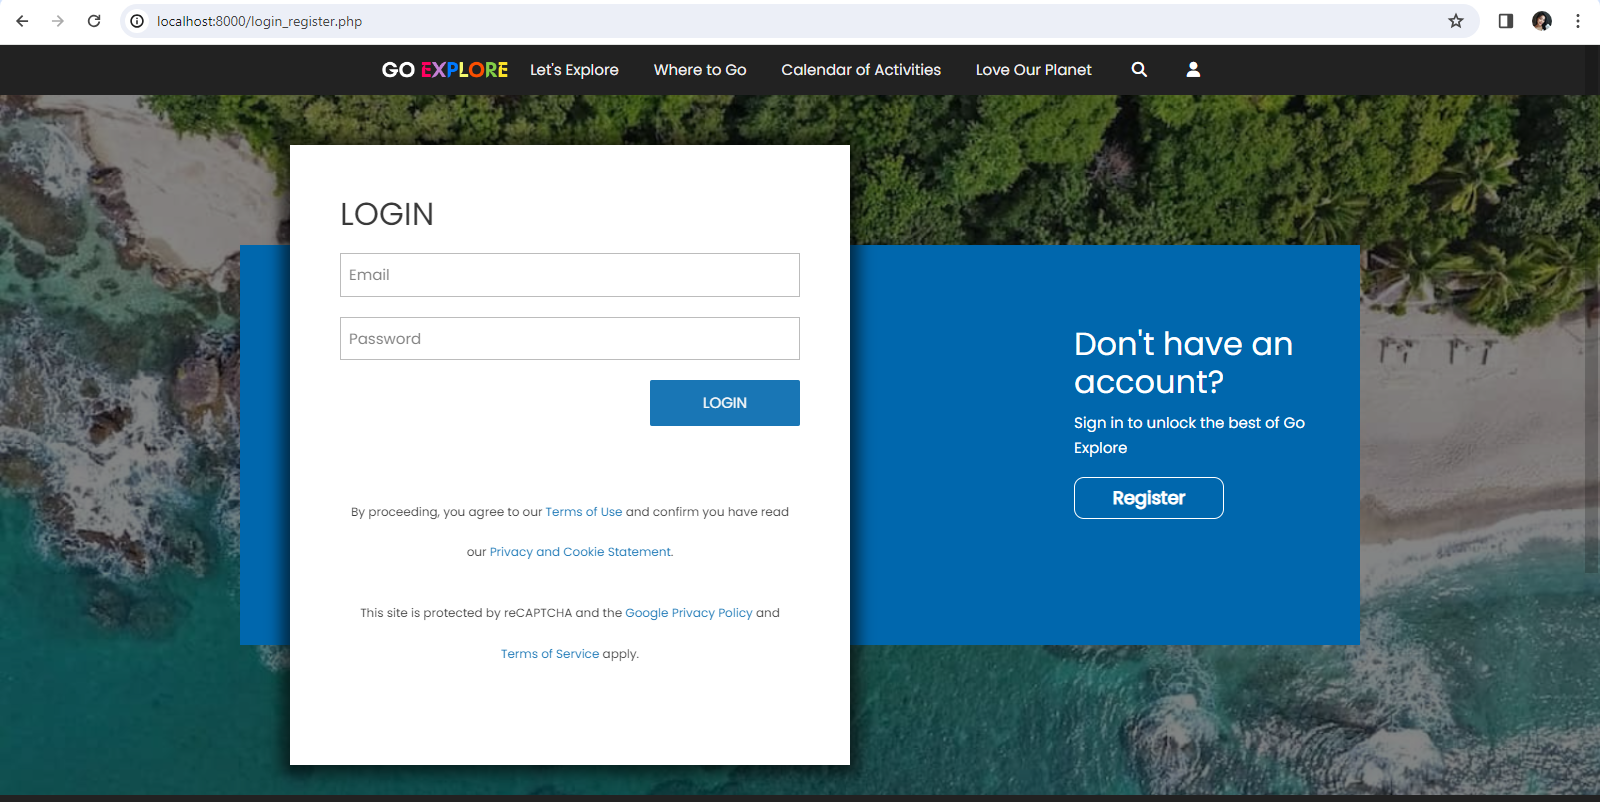 localhost:8000/login_register.php
GO EXPLORE Let's Explore Where to Go Calendar of Activities Love Our Planet
LOGIN
Email
Password
LOGIN
By proceeding, you agree to our Terms of Use and confirm you have read
our Privacy and Cookie Statement.
This site is protected by reCAPTCHA and the Google Privacy Policy and
Terms of Service apply.
Don't have an
account?
Sign in to unlock the best of Go
Explore
Register